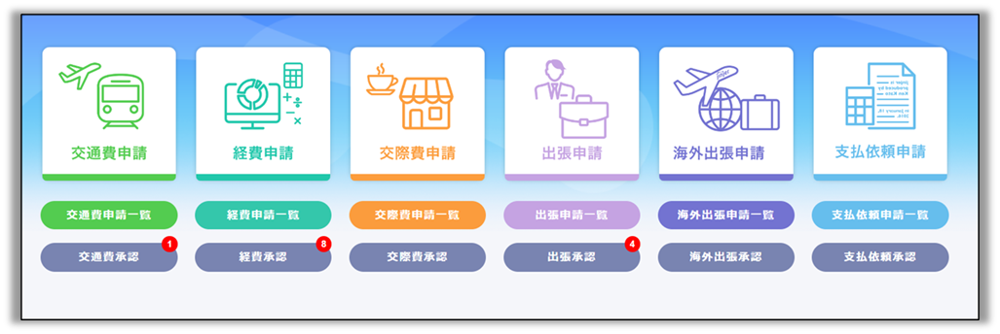 交通費申請
経費申請
交際費申請
出張申請
海外出張申請
支払依頼申請
交通費申請一覧
経費申請一覧
交際費申請一覧
出張申請一覧
海外出張申請一覧
支払依頼申請一覧
1
8
4
交通費承認
経費承認
交際費承認
出張承認
海外出張承認
支払依頼承認